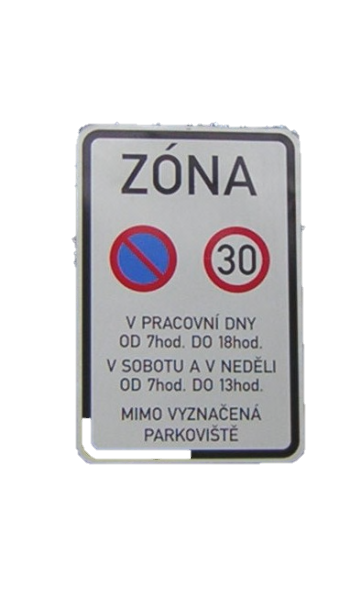 ZÓNA
30
V PRACOVNÍ DNY
OD 7hod. DO 18hod.
V SOBOTU A V NEDĚLI
OD 7hod. DO 13hod.
MIMO VYZNAČENÁ
PARKOVIŠTĚ